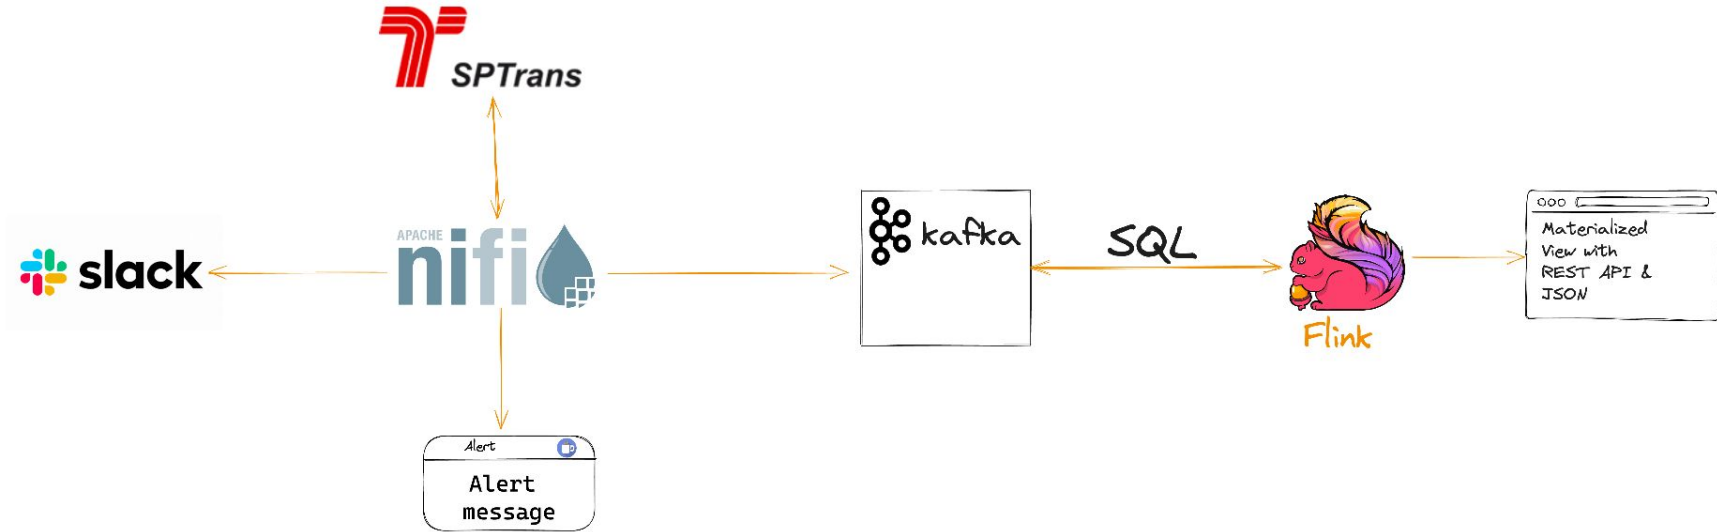 SPTrans
slack
APACHE
nifi
kafka
SQL
Flink
Materialized
View with
REST API &
JSON
Alert
Alert
message